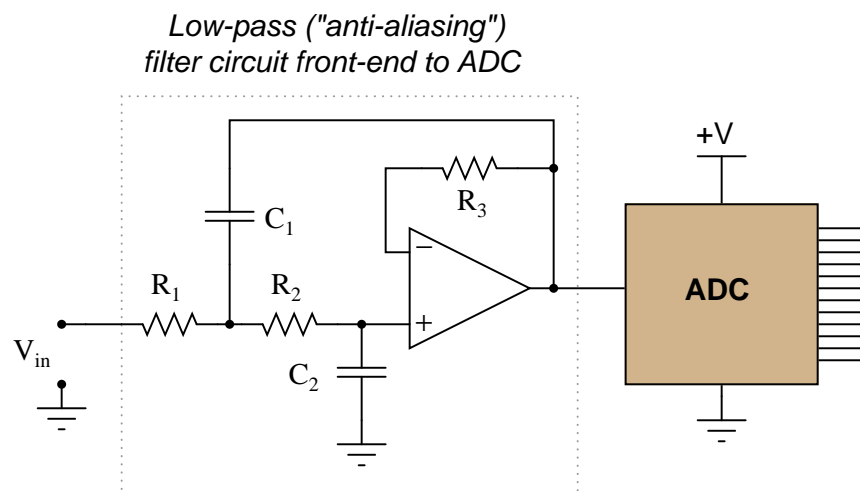 Low-pass ("anti-aliasing")
filter circuit front-end to ADC
+V
R3
C1
−
ADC
R1
R2
+
Vin
C2